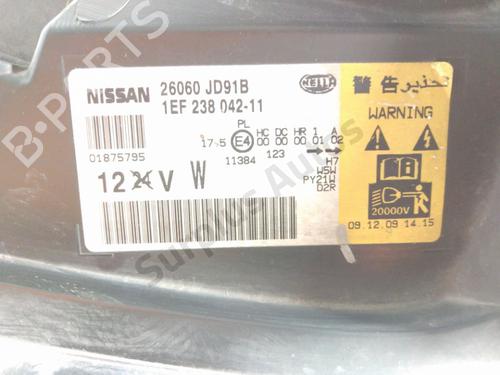 NISSAN
26060 JD91B
1EF 238 042-11
HELLA
01875795
PL
17.5 E4
HC DC HR 1 A
00 00 00 01 02
11384 123
H7
W5W
PY21W
D2R
12 24 V W
警告 تحذير
WARNING
20000V
09.12.09 14.15
B-PARTS
Surplus Autos